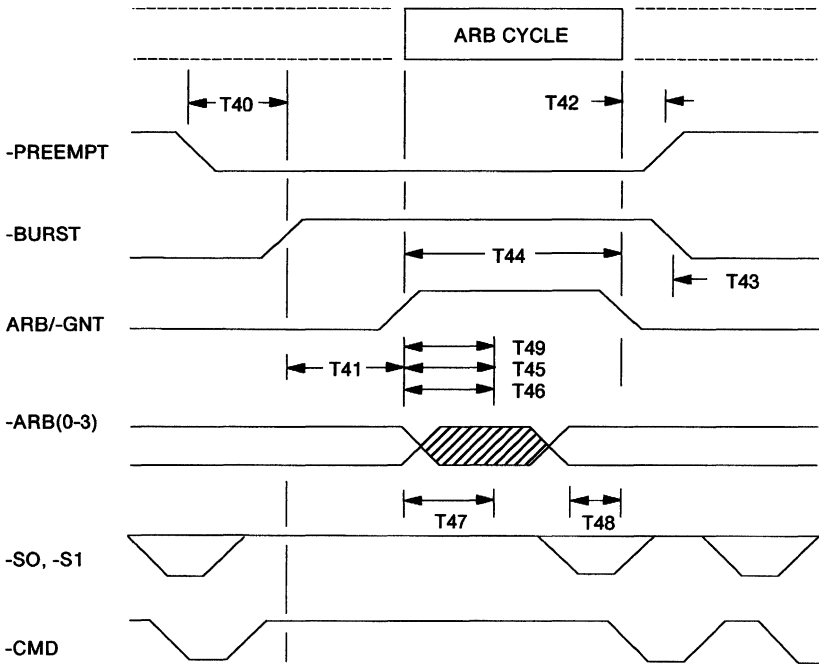 ARB CYCLE
T40
T42
-PREEMPT
-BURST
T44
T43
ARB/-GNT
T49
T41
T45
T46
-ARB(0-3)
T47
T48
-SO, -S1
-CMD